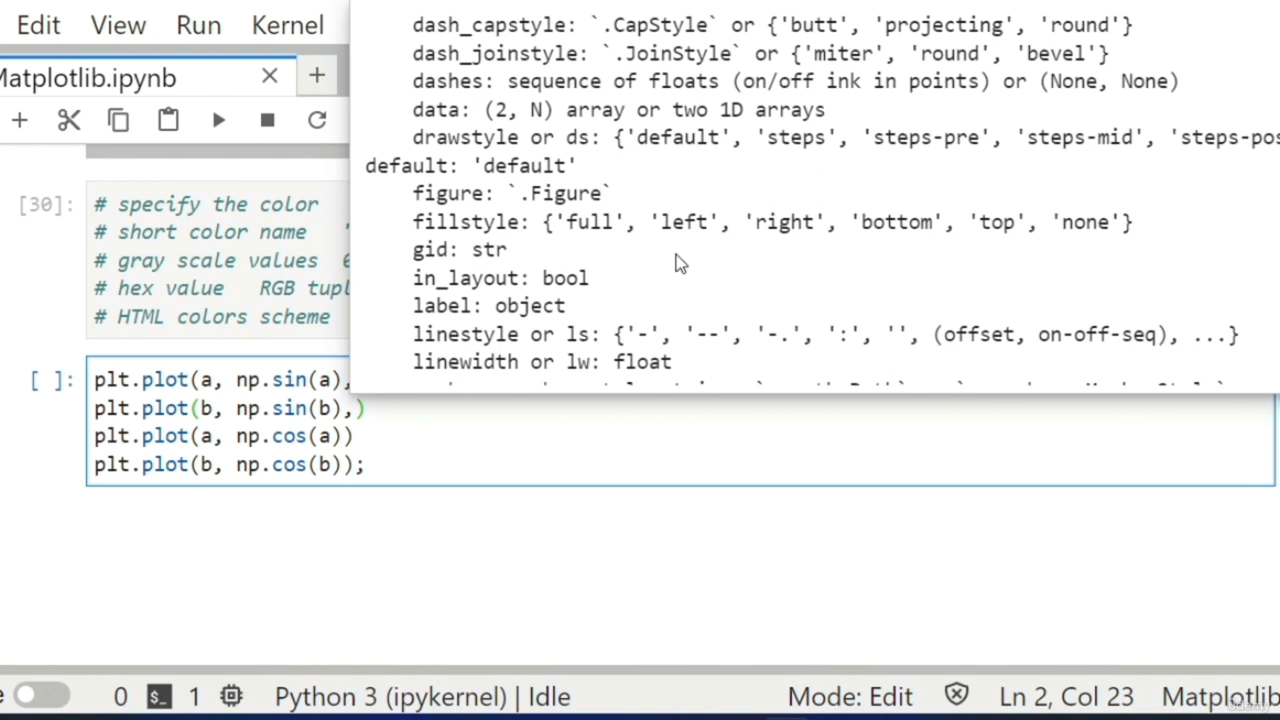 Edit View Run Kernel
Matplotlib.ipynb
dash_capstyle: `.CapStyle` or {'butt', 'projecting', 'round'}
dash_joinstyle: `.JoinStyle` or {'miter', 'round', 'bevel'}
dashes: sequence of floats (on/off ink in points) or (None, None)
data: (2, N) array or two 1D arrays
drawstyle or ds: {'default', 'steps', 'steps-pre', 'steps-mid', 'steps-pos
default: 'default'
figure: `.Figure`
fillstyle: {'full', 'left', 'right', 'bottom', 'top', 'none'}
gid: str
in_layout: bool
label: object
linestyle or ls: {'-', '--', '-.', ':', '', (offset, on-off-seq), ...}
linewidth or lw: float
[30]: # specify the color
# short color name '
# gray scale values
# hex value RGB tupl
# HTML colors scheme
[ ]: plt.plot(a, np.sin(a),
plt.plot(b, np.sin(b),)
plt.plot(a, np.cos(a))
plt.plot(b, np.cos(b));
0 $_ 1 Python 3 (ipykernel) | Idle Mode: Edit Ln 2, Col 23 Matplotlib
Udemy